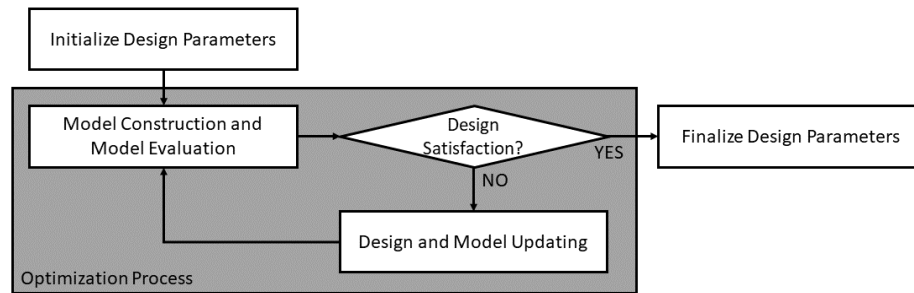 Initialize Design Parameters
Model Construction and
Model Evaluation
Design
Satisfaction?
YES
Finalize Design Parameters
NO
Design and Model Updating
Optimization Process